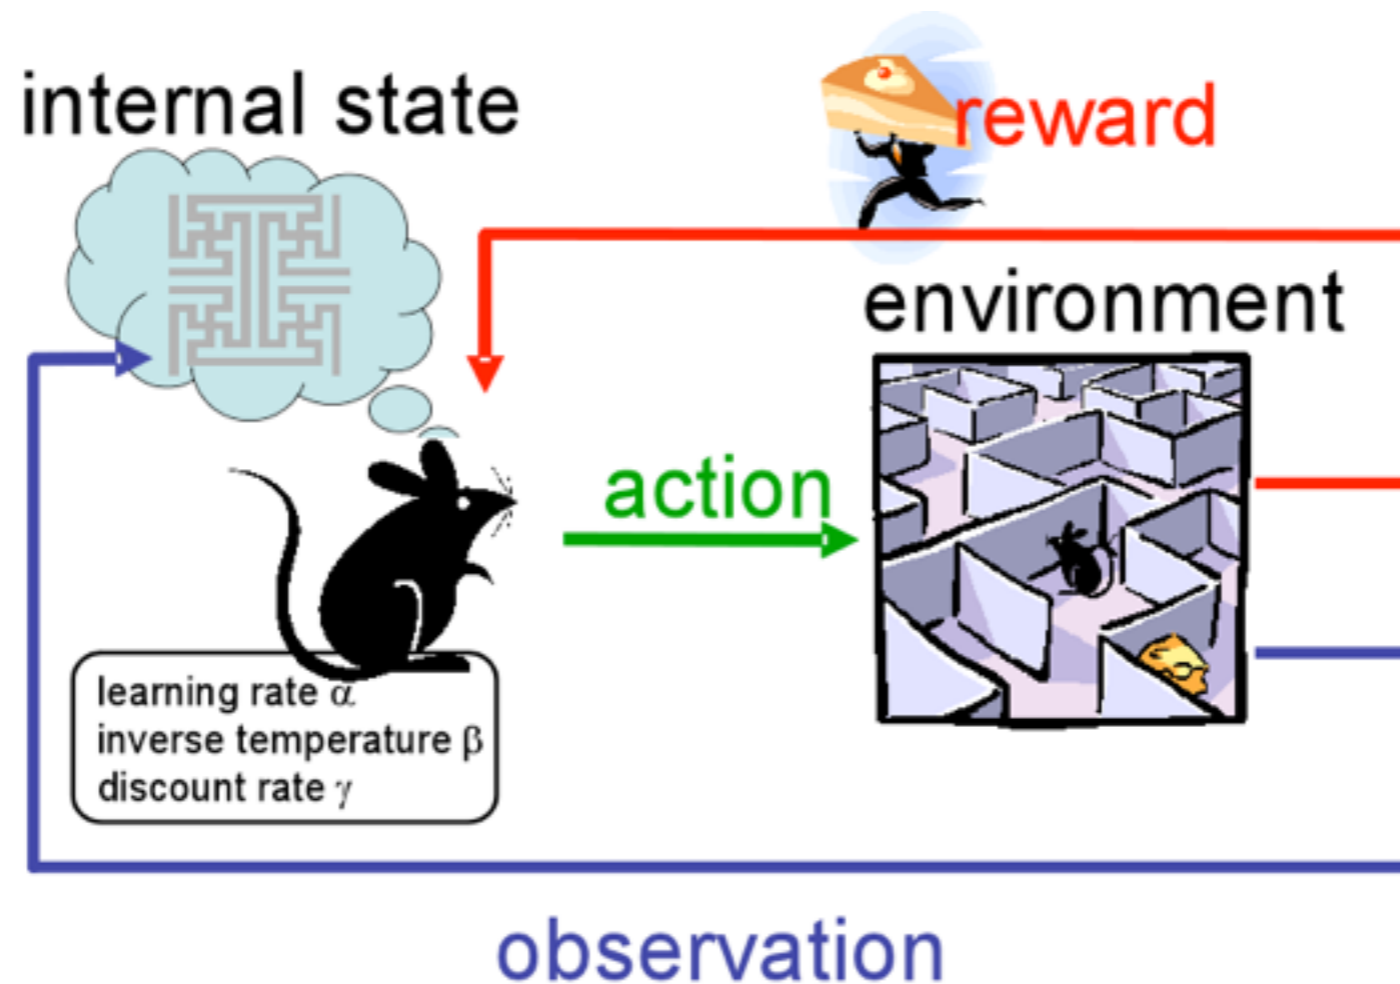 internal state
reward
environment
action
learning rate α
inverse temperature β
discount rate γ
observation